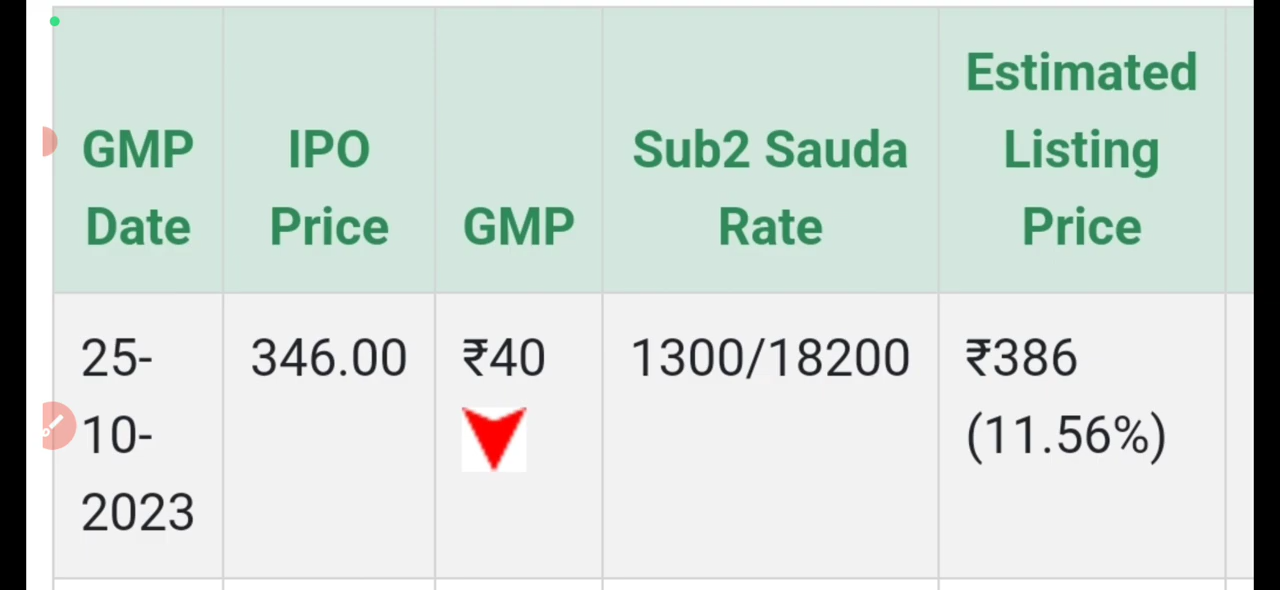 GMP Date
IPO Price
GMP
Sub2 Sauda Rate
Estimated Listing Price
25-10-2023
346.00
₹40
1300/18200
₹386 (11.56%)